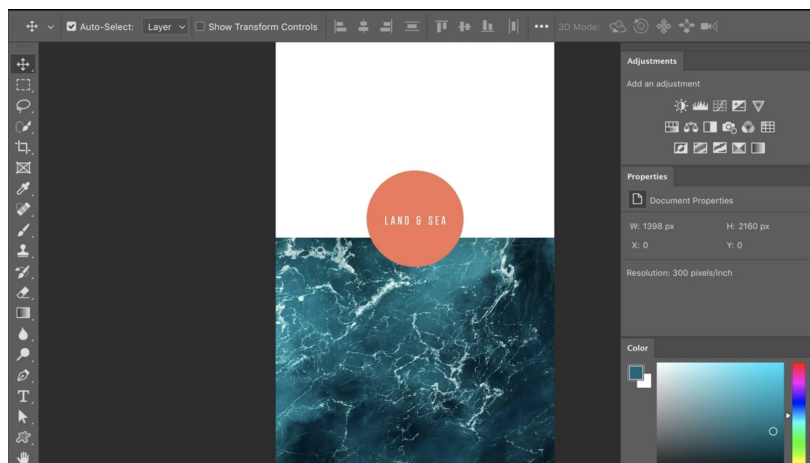 Auto-Select: Layer Show Transform Controls 3D Mode:
Adjustments
Add an adjustment
Properties
Document Properties
W: 1398 px H: 2160 px
X: 0 Y: 0
Resolution: 300 pixels/inch
LAND & SEA
Color